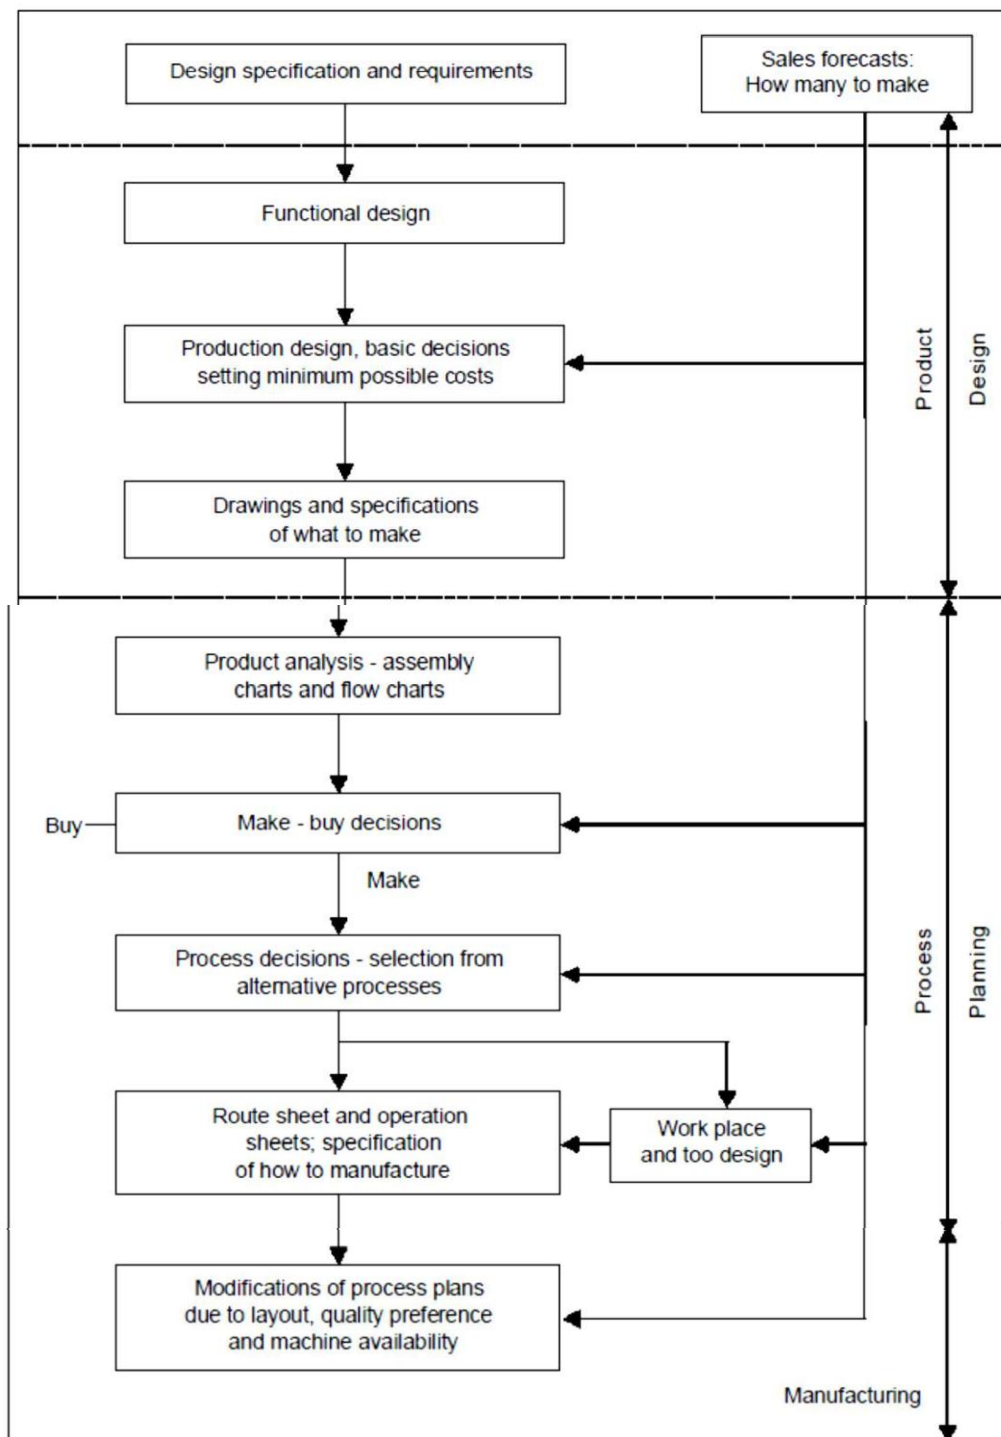 Design specification and requirements
Sales forecasts:
How many to make
Functional design
Production design, basic decisions
setting minimum possible costs
Product
Design
Drawings and specifications
of what to make
Product analysis - assembly
charts and flow charts
Buy
Make - buy decisions
Make
Process decisions - selection from
alternative processes
Process
Planning
Route sheet and operation
sheets; specification
of how to manufacture
Work place
and too design
Modifications of process plans
due to layout, quality preference
and machine availability
Manufacturing